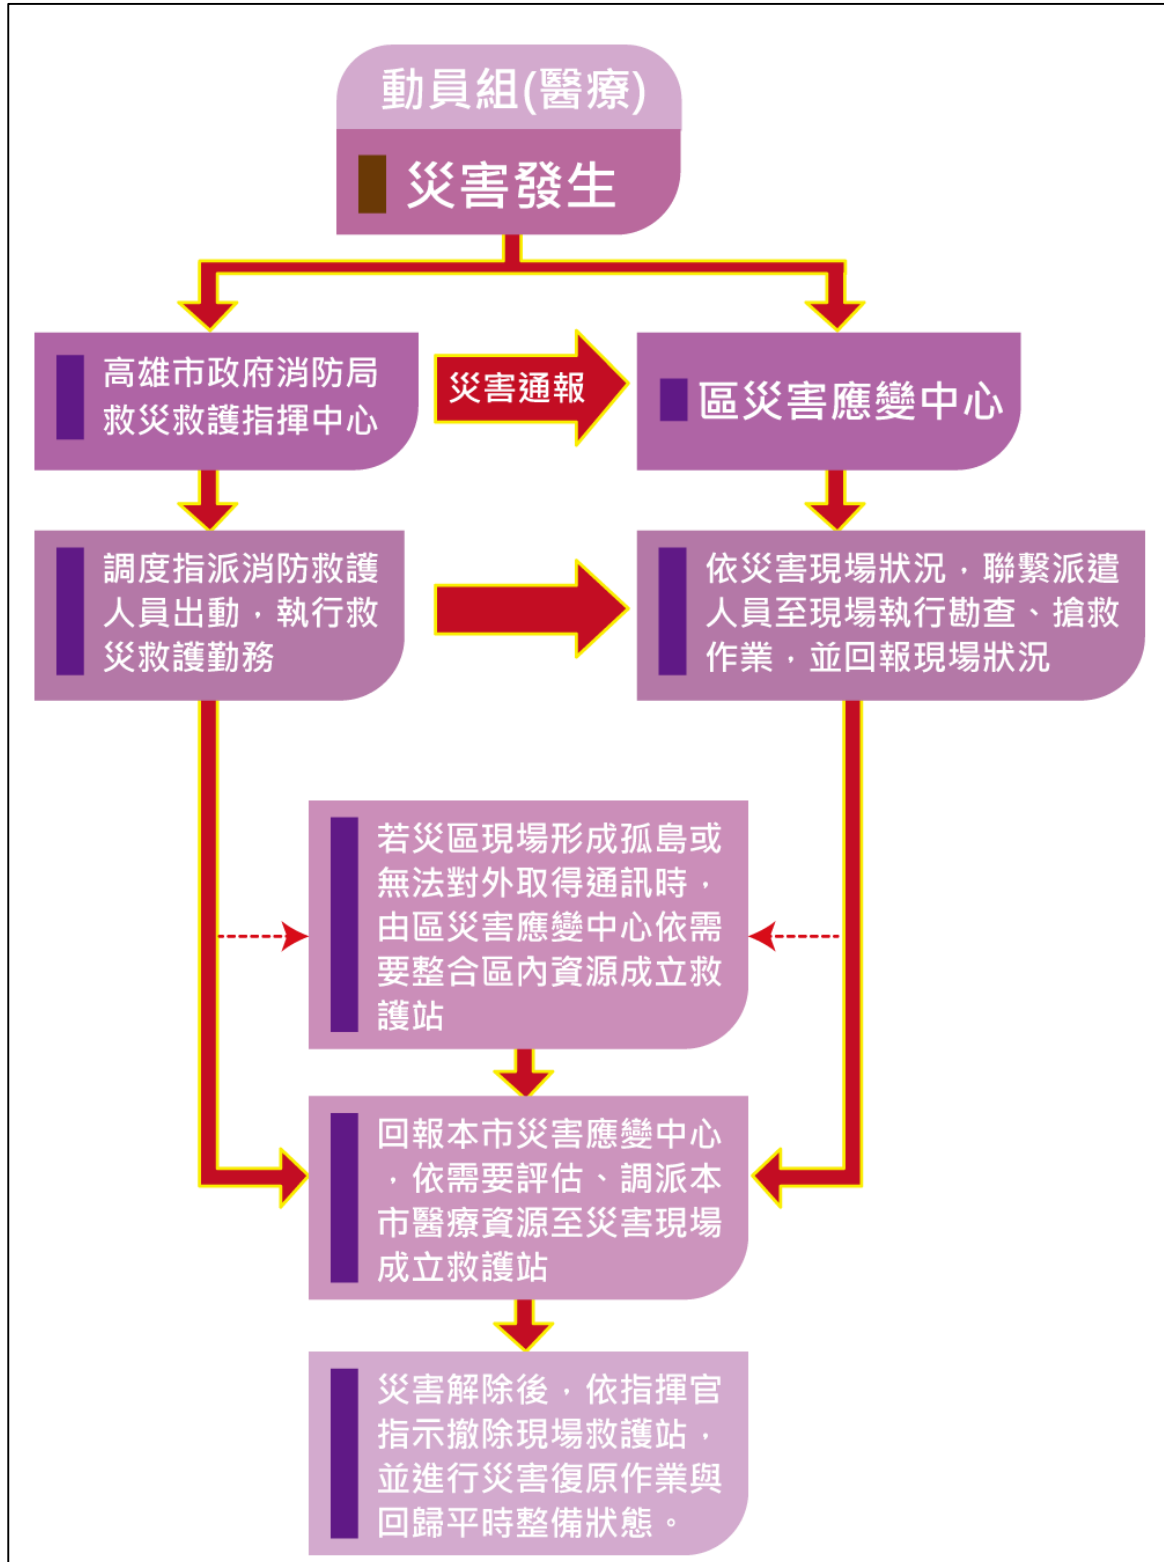 動員組(醫療)
災害發生
高雄市政府消防局
救災救護指揮中心
災害通報
區災害應變中心
調度指派消防救護
人員出動，執行救
災救護勤務
依災害現場狀況，聯繫派遣
人員至現場執行勘查、搶救
作業，並回報現場狀況
若災區現場形成孤島或
無法對外取得通訊時，
由區災害應變中心依需
要整合區內資源成立救
護站
回報本市災害應變中心
，依需要評估、調派本
市醫療資源至災害現場
成立救護站
災害解除後，依指揮官
指示撤除現場救護站，
並進行災害復原作業與
回歸平時整備狀態。